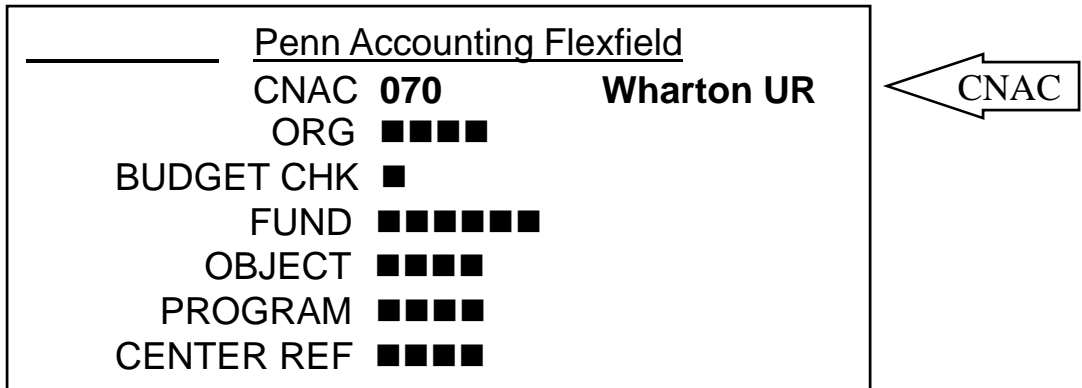 Penn Accounting Flexfield
CNAC 070 Wharton UR
CNAC
ORG ■■■■
BUDGET CHK ■
FUND ■■■■■■
OBJECT ■■■■
PROGRAM ■■■■
CENTER REF ■■■■